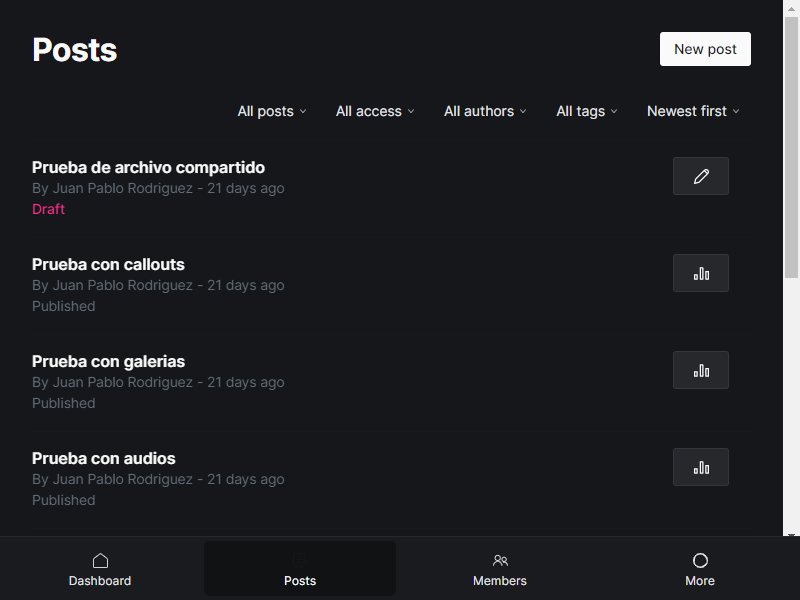 Posts
New post
All posts
All access
All authors
All tags
Newest first
Prueba de archivo compartido
By Juan Pablo Rodriguez - 21 days ago
Draft
Prueba con callouts
By Juan Pablo Rodriguez - 21 days ago
Published
Prueba con galerias
By Juan Pablo Rodriguez - 21 days ago
Published
Prueba con audios
By Juan Pablo Rodriguez - 21 days ago
Published
Dashboard
Posts
Members
More